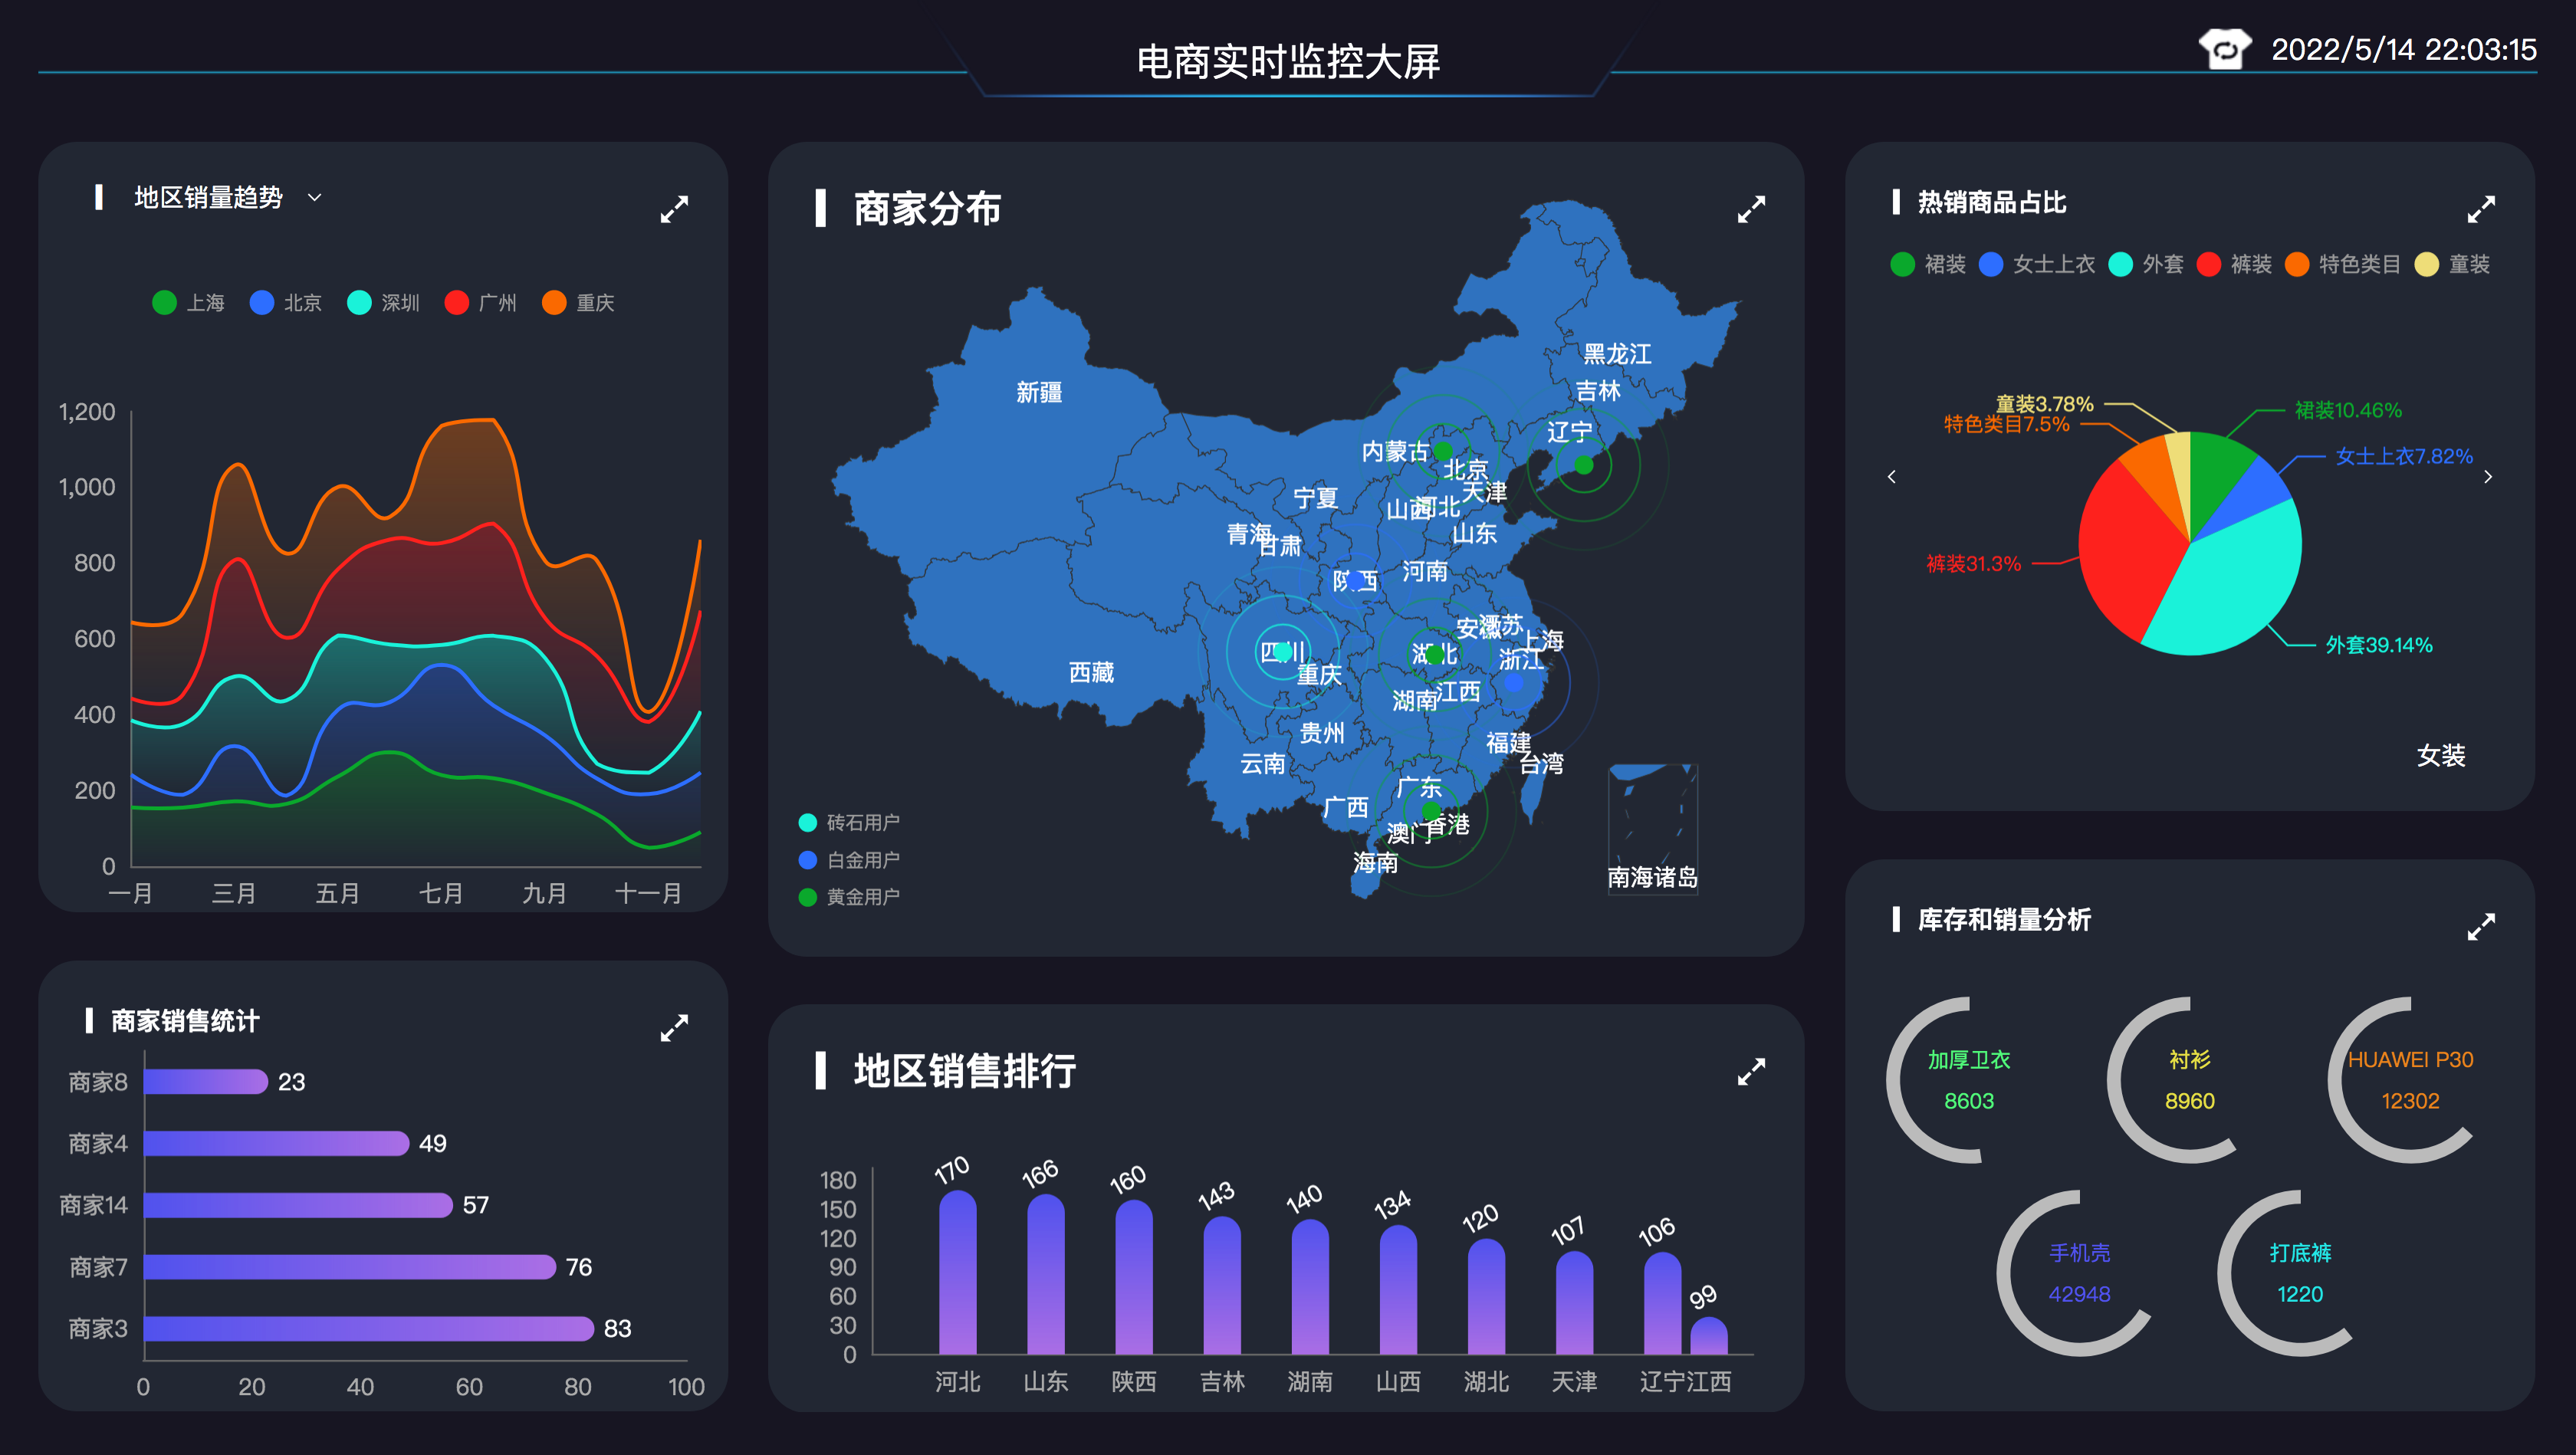 电商实时监控大屏
2022/5/14 22:03:15
地区销量趋势
上海 北京 深圳 广州 重庆
1,200
1,000
800
600
400
200
0
一月 三月 五月 七月 九月 十一月
商家销售统计
商家8 23
商家4 49
商家14 57
商家7 76
商家3 83
0 20 40 60 80 100
商家分布
黑龙江
新疆
吉林
辽宁
内蒙古
北京
天津
宁夏
山西
河北
青海
山东
甘肃
河南
陕西
安徽
江苏
上海
四川
湖北
浙江
西藏
重庆
湖南
江西
贵州
福建
云南
台湾
广东
广西
香港
澳门
海南
南海诸岛
砖石用户
白金用户
黄金用户
地区销售排行
170 166 160 143 140 134 120 107 106 99
180
150
120
90
60
30
0
河北 山东 陕西 吉林 湖南 山西 湖北 天津 辽宁 江西
热销商品占比
裙装 女士上衣 外套 裤装 特色类目 童装
童装3.78%
裙装10.46%
特色类目7.5%
女士上衣7.82%
裤装31.3%
外套39.14%
女装
库存和销量分析
加厚卫衣
8603
衬衫
8960
HUAWEI P30
12302
手机壳
42948
打底裤
1220